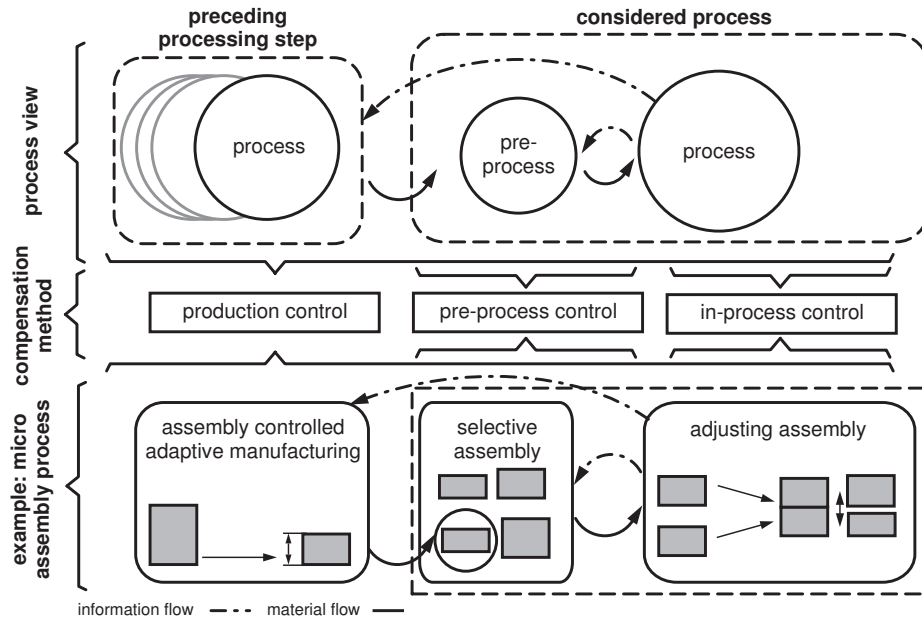 preceding
processing step
considered process
process view
process
pre-
process
process
compensation
method
production control
pre-process control
in-process control
example: micro
assembly process
assembly controlled
adaptive manufacturing
selective
assembly
adjusting assembly
information flow
material flow